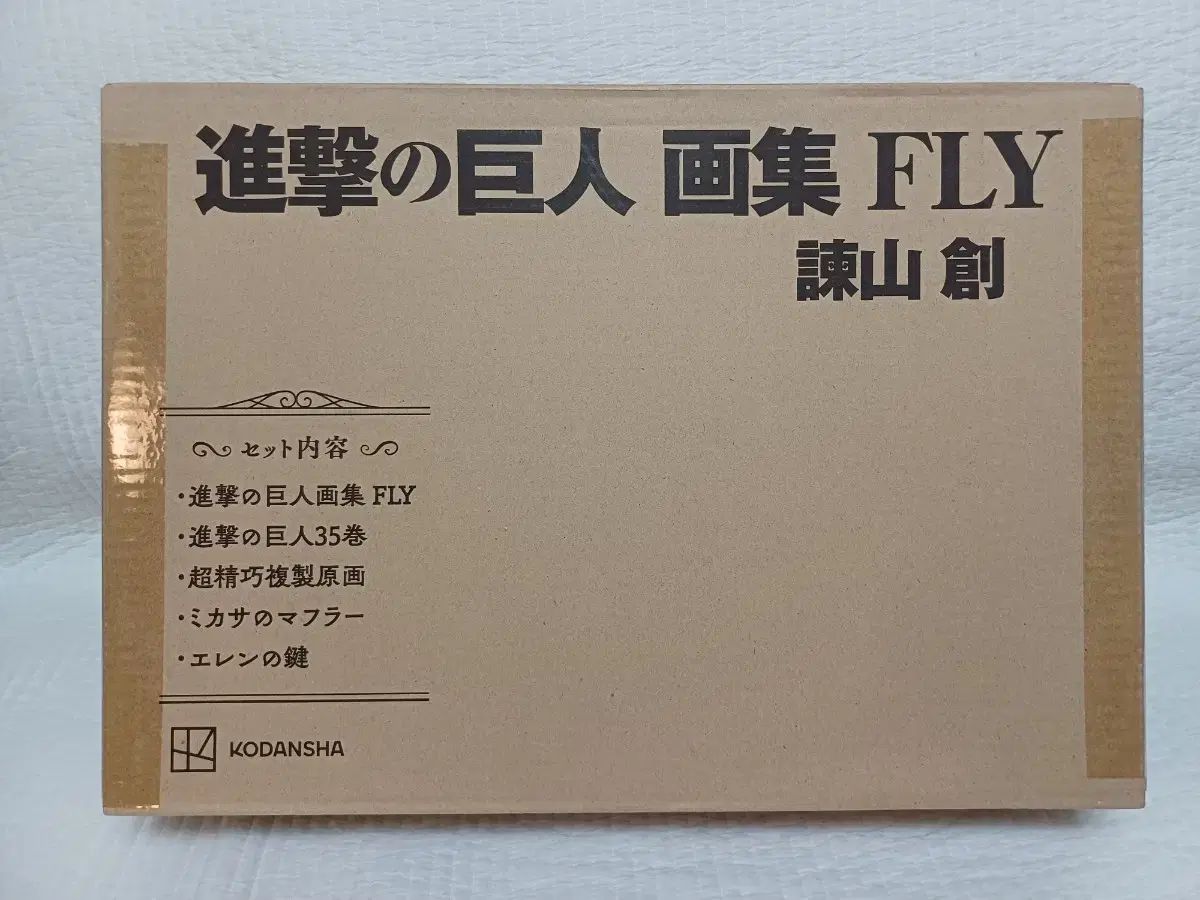 進撃の巨人 画集 FLY
諫山 創
セット内容
・進撃の巨人画集 FLY
・進撃の巨人35巻
・超精巧複製原画
・ミカサのマフラー
・エレンの鍵
KODANSHA